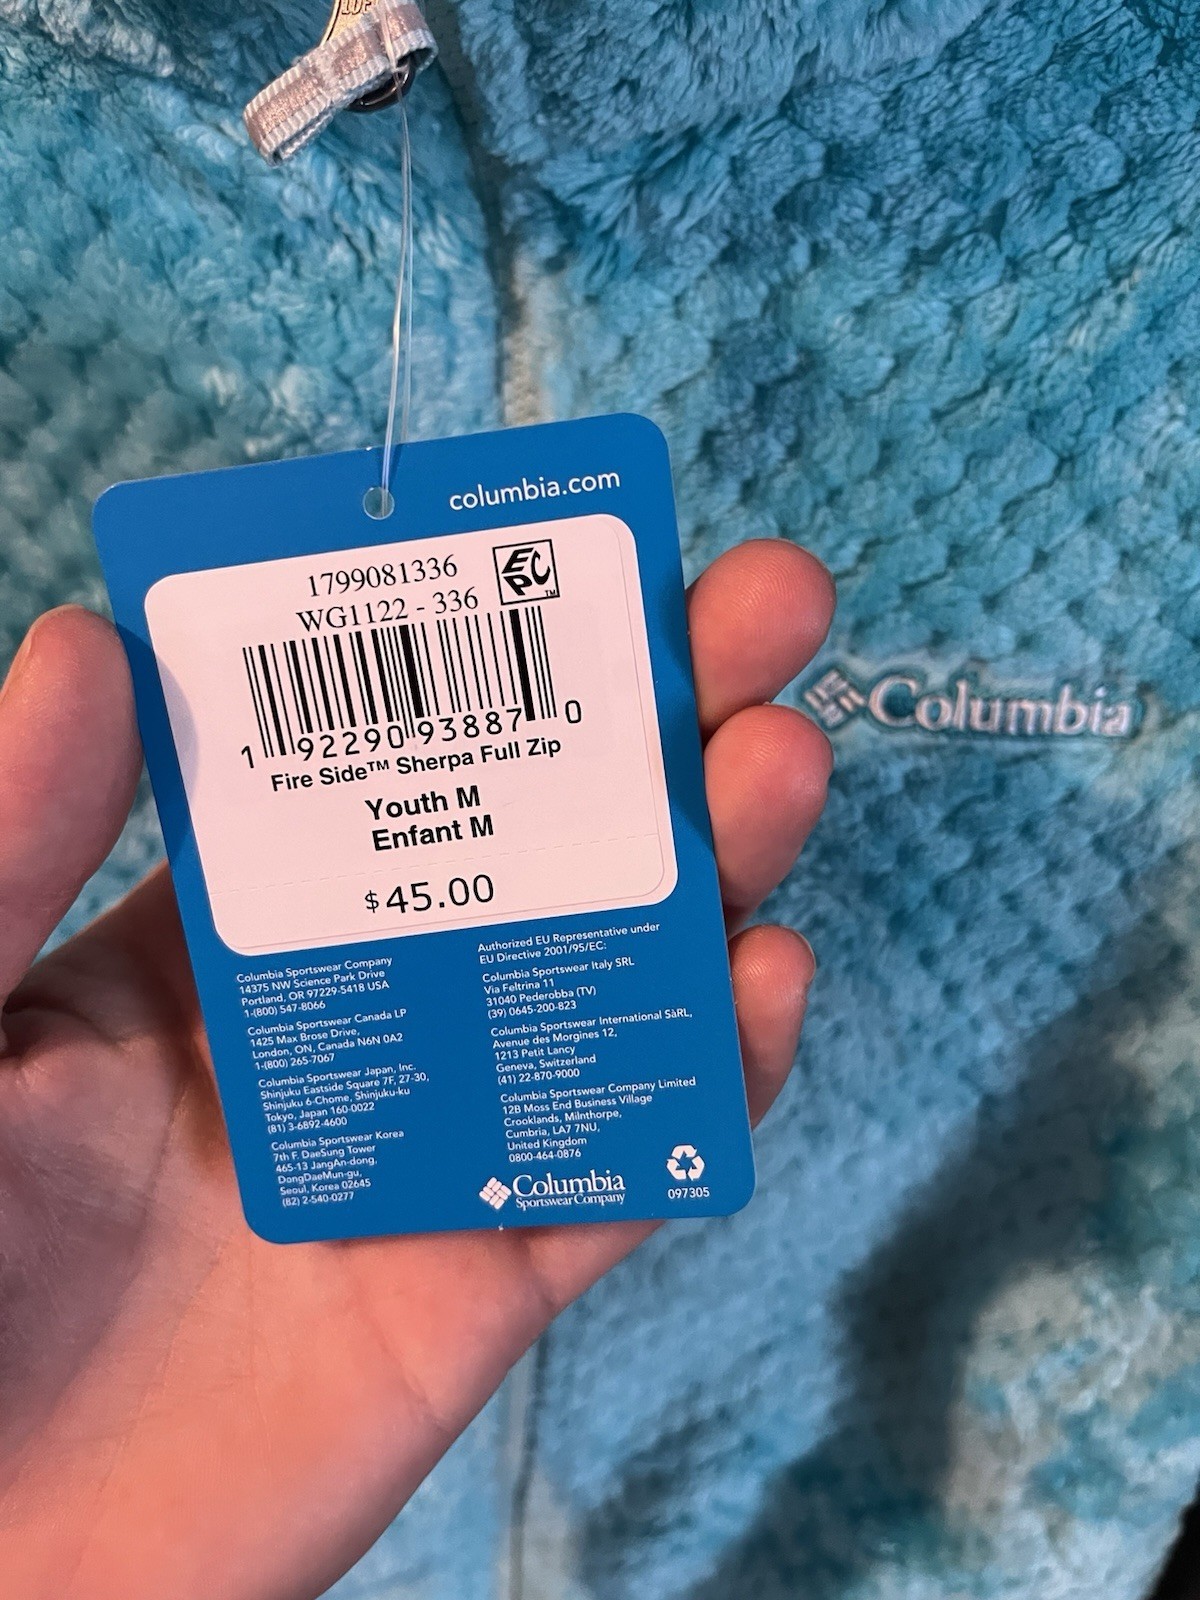 columbia.com
1799081336
EPC™
WG1122 - 336
1 92290 93887 0
Fire Side™ Sherpa Full Zip
Youth M
Enfant M
$45.00
Columbia Sportswear Company
14375 NW Science Park Drive
Portland, OR 97229-5418 USA
1-(800) 547-8066
Columbia Sportswear Canada LP
1425 Max Brose Drive,
London, ON, Canada N6N 0A2
1-(800) 265-7067
Columbia Sportswear Japan, Inc.
Shinjuku Eastside Square 7F, 27-30,
Shinjuku 6-Chome, Shinjuku-ku
Tokyo, Japan 160-0022
(81) 3-6892-4600
Columbia Sportswear Korea
7th F. DaeSung Tower
465-13 JangAn-dong,
DongDaeMun-gu,
Seoul, Korea 02645
(82) 2-540-0277
Authorized EU Representative under
EU Directive 2001/95/EC:
Columbia Sportswear Italy SRL
Via Feltrina 11
31040 Pederobba (TV)
(39) 0645-200-823
Columbia Sportswear International SàRL,
Avenue des Morgines 12,
1213 Petit Lancy
Geneva, Switzerland
(41) 22-870-9000
Columbia Sportswear Company Limited
12B Moss End Business Village
Crooklands, Milnthorpe,
Cumbria, LA7 7NU,
United Kingdom
0800-464-0876
Columbia
Sportswear Company
097305
Columbia